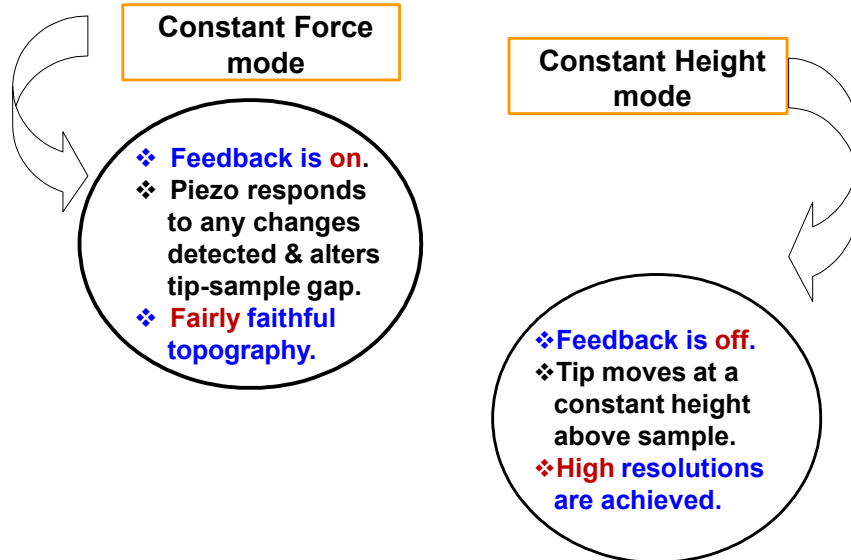 Constant Force
mode
❖ Feedback is on.
❖ Piezo responds
to any changes
detected & alters
tip-sample gap.
❖ Fairly faithful
topography.
Constant Height
mode
❖Feedback is off.
❖Tip moves at a
constant height
above sample.
❖High resolutions
are achieved.